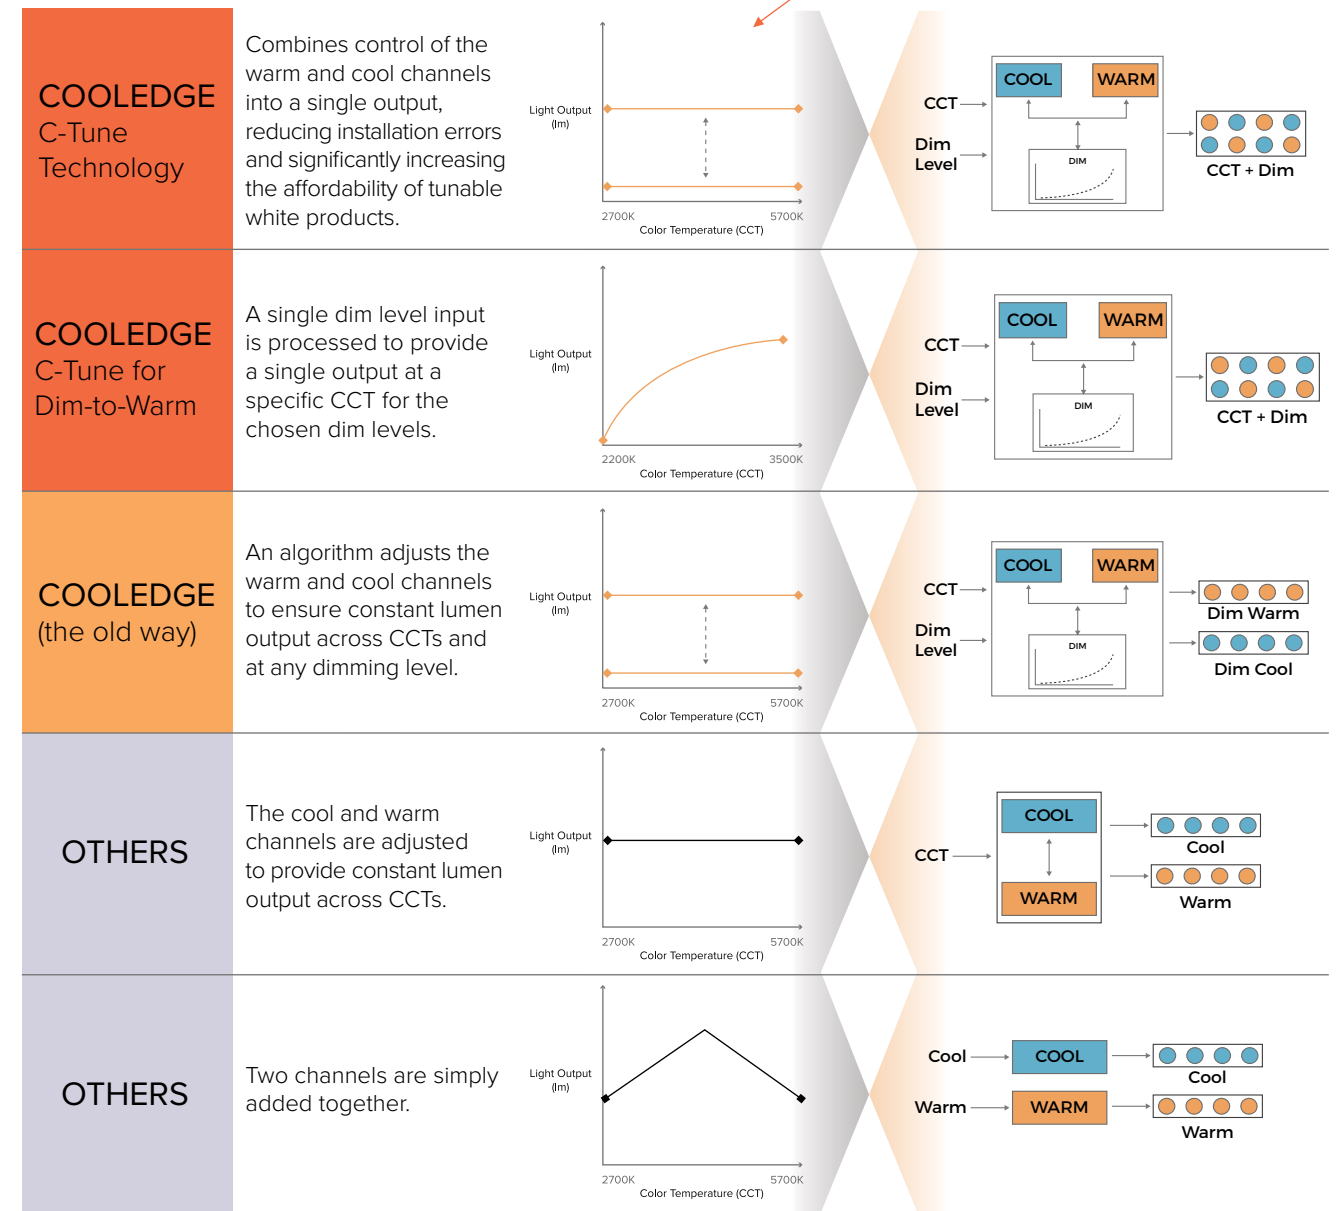 COOLEDGE
C-Tune
Technology
Combines control of the
warm and cool channels
into a single output,
reducing installation errors
and significantly increasing
the affordability of tunable
white products.
Light Output
(lm)
2700K 5700K
Color Temperature (CCT)
CCT
Dim
Level
COOL WARM
DIM
CCT + Dim
COOLEDGE
C-Tune for
Dim-to-Warm
A single dim level input
is processed to provide
a single output at a
specific CCT for the
chosen dim levels.
Light Output
(lm)
2200K 3500K
Color Temperature (CCT)
CCT
Dim
Level
COOL WARM
DIM
CCT + Dim
COOLEDGE
(the old way)
An algorithm adjusts the
warm and cool channels
to ensure constant lumen
output across CCTs and
at any dimming level.
Light Output
(lm)
2700K 5700K
Color Temperature (CCT)
CCT
Dim
Level
COOL WARM
DIM
Dim Warm
Dim Cool
OTHERS
The cool and warm
channels are adjusted
to provide constant lumen
output across CCTs.
Light Output
(lm)
2700K 5700K
Color Temperature (CCT)
CCT
COOL
WARM
Cool
Warm
OTHERS
Two channels are simply
added together.
Light Output
(lm)
2700K 5700K
Color Temperature (CCT)
Cool COOL
Cool
Warm WARM
Warm